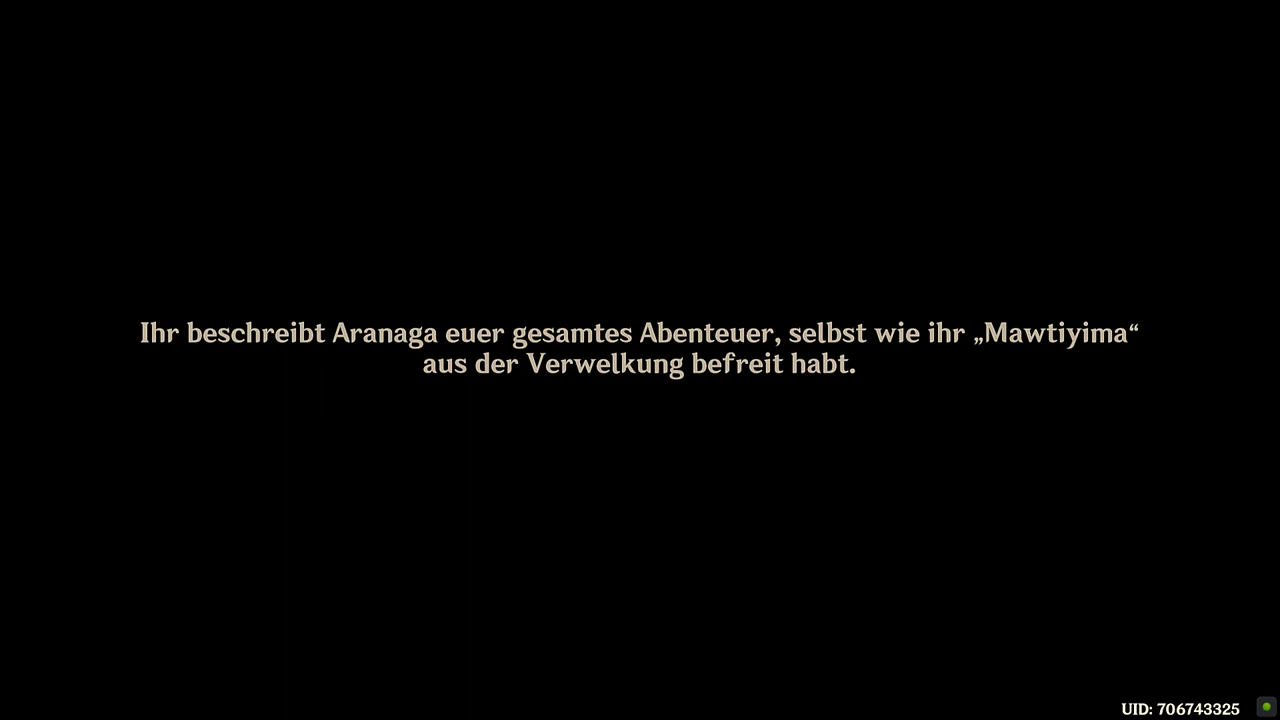 Ihr beschreibt Aranaga euer gesamtes Abenteuer, selbst wie ihr „Mawtiyima“
aus der Verwelkung befreit habt.
UID: 706743325